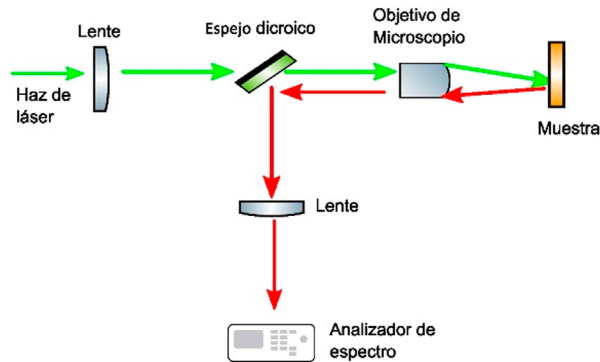 Lente
Haz de
láser
Espejo dicroico
Objetivo de
Microscopio
Muestra
Lente
Analizador de
espectro